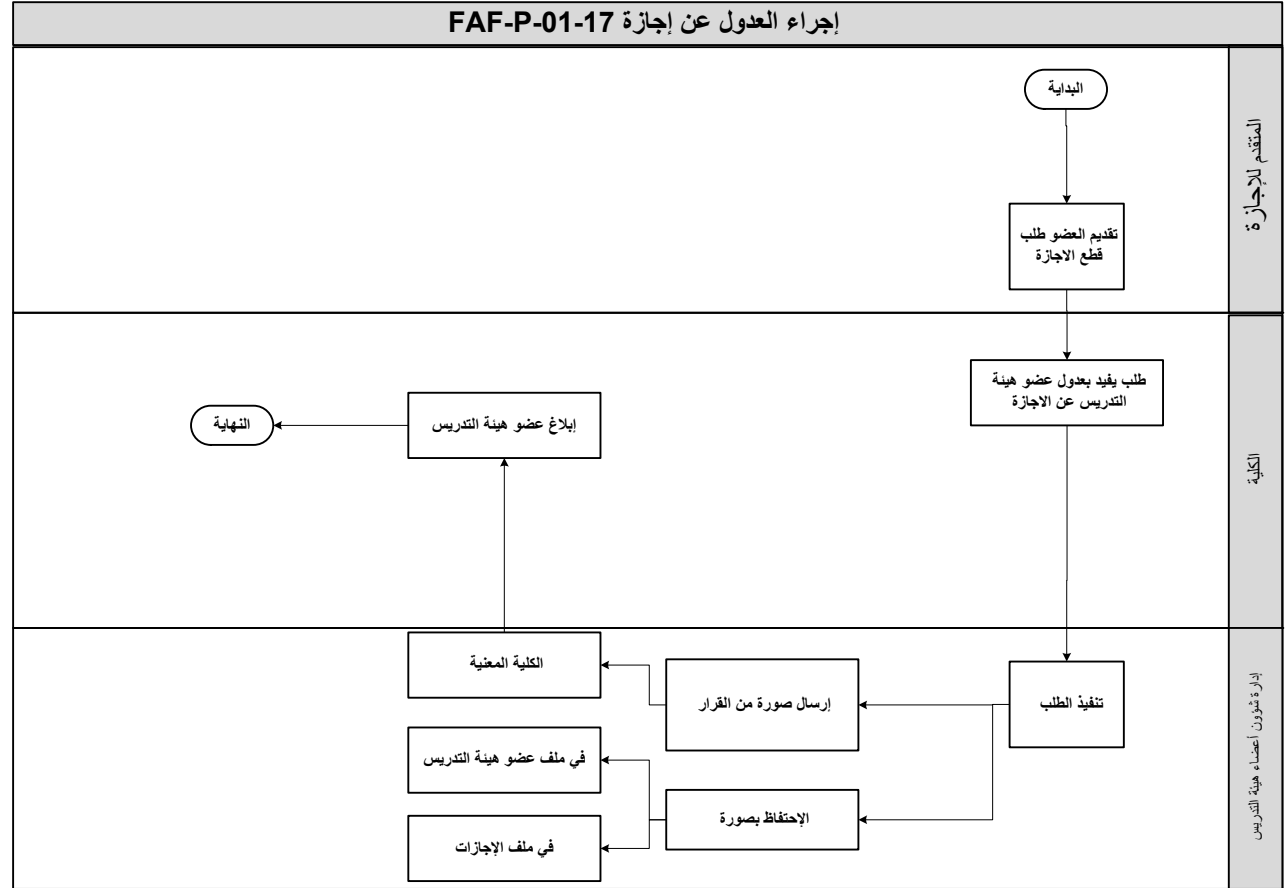 إجراء العدول عن إجازة FAF-P-01-17
المتقدم للإجازة
البداية
تقديم العضو طلب
قطع الاجازة
الكلية
طلب يفيد بعدول عضو هيئة
التدريس عن الاجازة
إبلاغ عضو هيئة التدريس
النهاية
إدارة شؤون أعضاء هيئة التدريس
تنفيذ الطلب
إرسال صورة من القرار
الكلية المعنية
الإحتفاظ بصورة
في ملف عضو هيئة التدريس
في ملف الإجازات